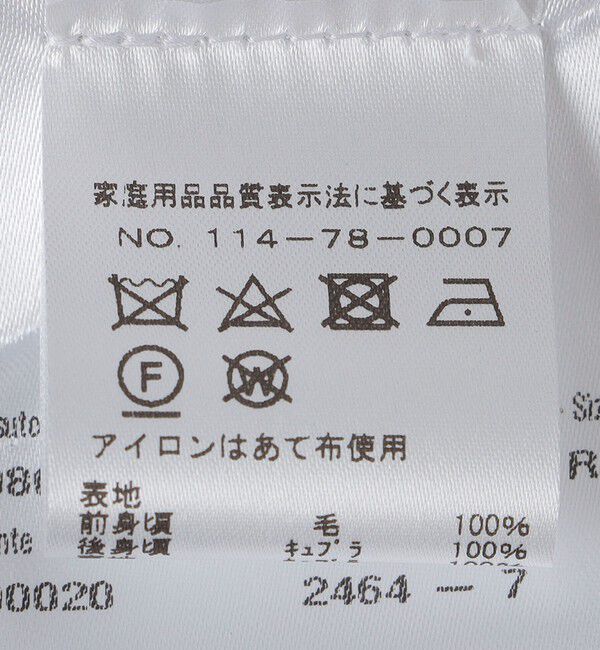 家庭用品品質表示法に基づく表示
NO. 114-78-0007
F W
アイロンはあて布使用
表地
前身頃 毛 100%
後身頃 キュプラ 100%
100%
2464-7
0020